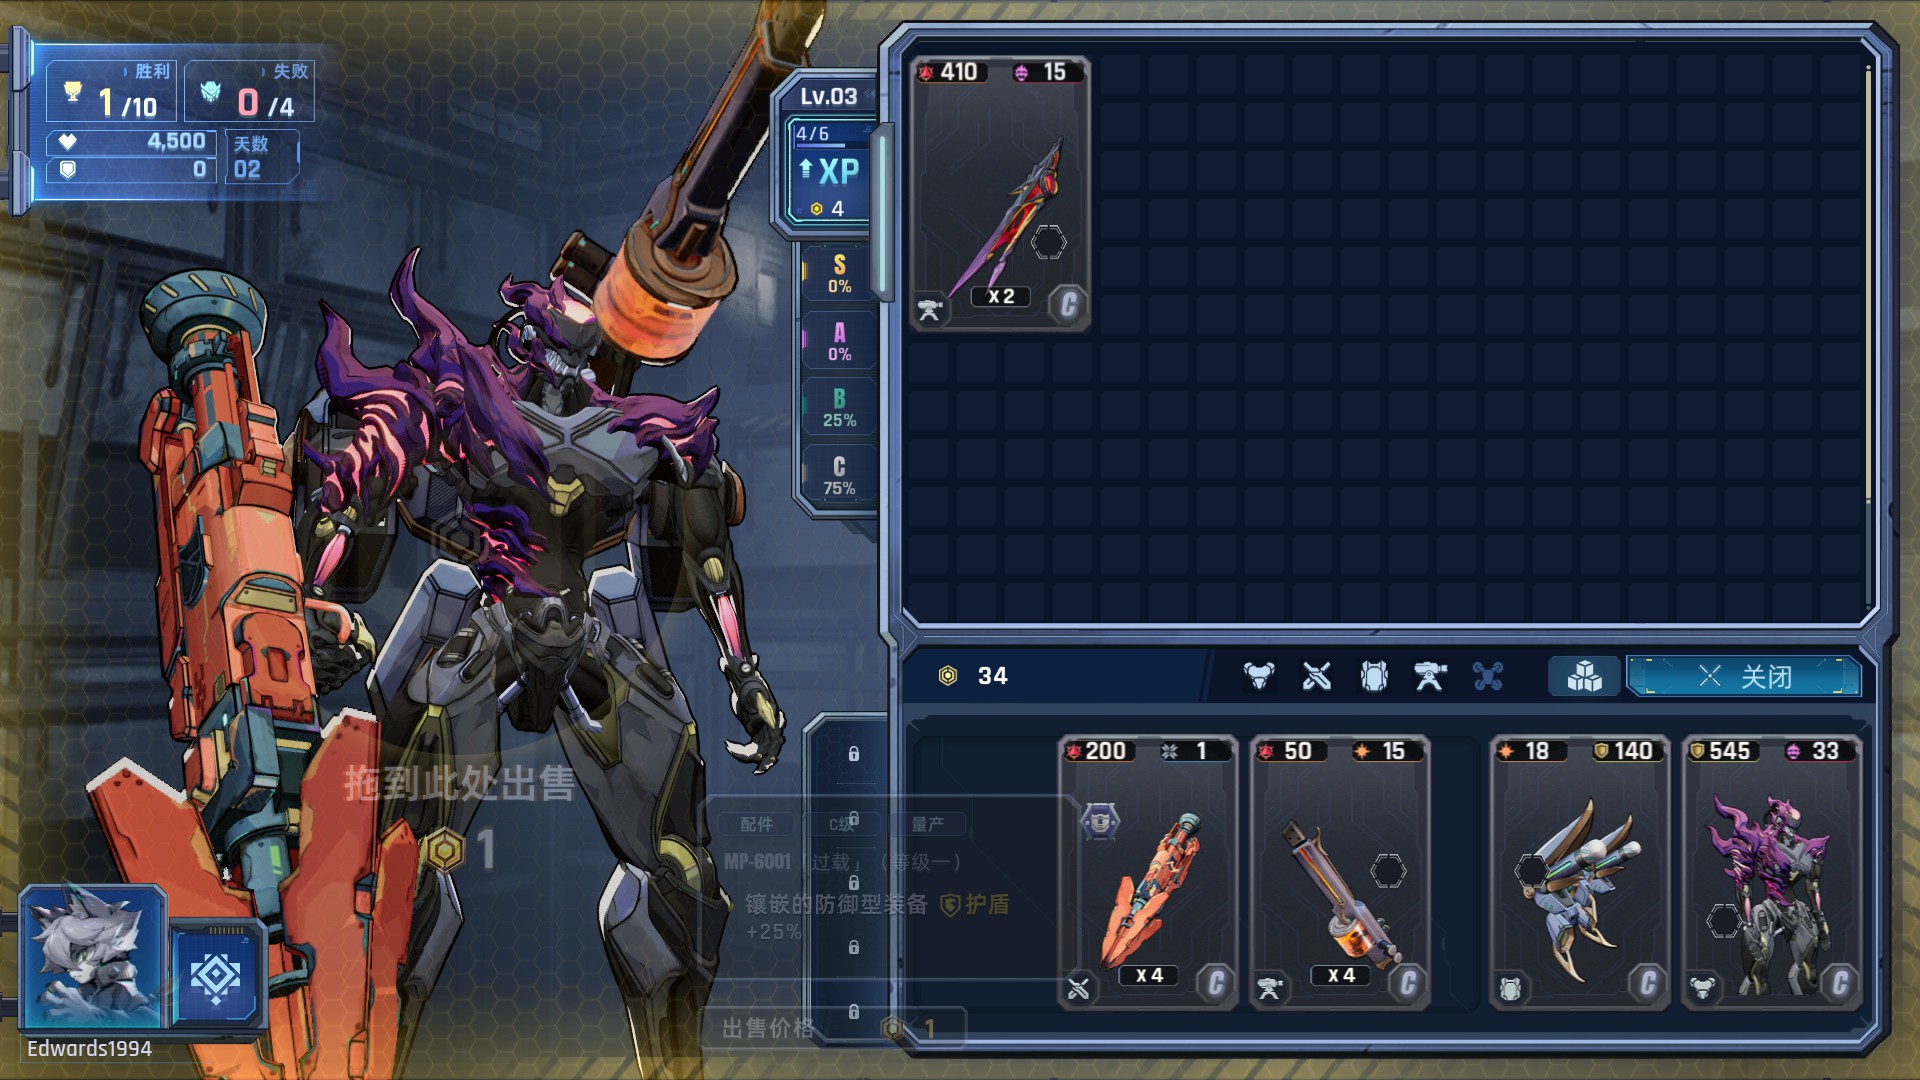 胜利
1/10
失败
0/4
4,500
0
天数
02
Lv.03
4/6
XP
4
S
0%
A
0%
B
25%
C
75%
410
15
x2
C
34
关闭
200
1
x4
C
50
15
x4
C
18
140
C
545
33
C
拖到此处出售
1
配件
C级
量产
MP-6001「过载」（等级一）
镶嵌的防御型装备 护盾
+25%
出售价格
1
Edwards1994